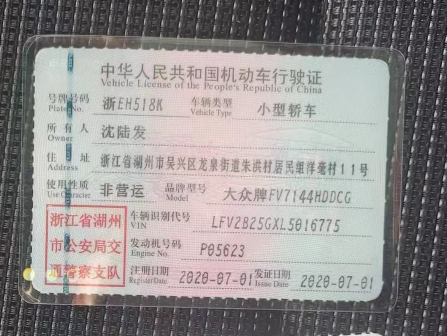 中华人民共和国机动车行驶证
Vehicle License of the People's Republic of China
号牌号码 Plate No. 浙EH518K 车辆类型 Vehicle Type 小型轿车
所有人 Owner 沈陆发
住址 Address 浙江省湖州市吴兴区龙泉街道朱洪村居民组洋毫村11号
使用性质 Use Character 非营运 品牌型号 Model 大众牌FV7144HDDCG
浙江省湖州
市公安局交
通警察支队
车辆识别代号 VIN LFV2B25GXL5016775
发动机号码 Engine No. P05623
注册日期 Register Date 2020-07-01 发证日期 Issue Date 2020-07-01